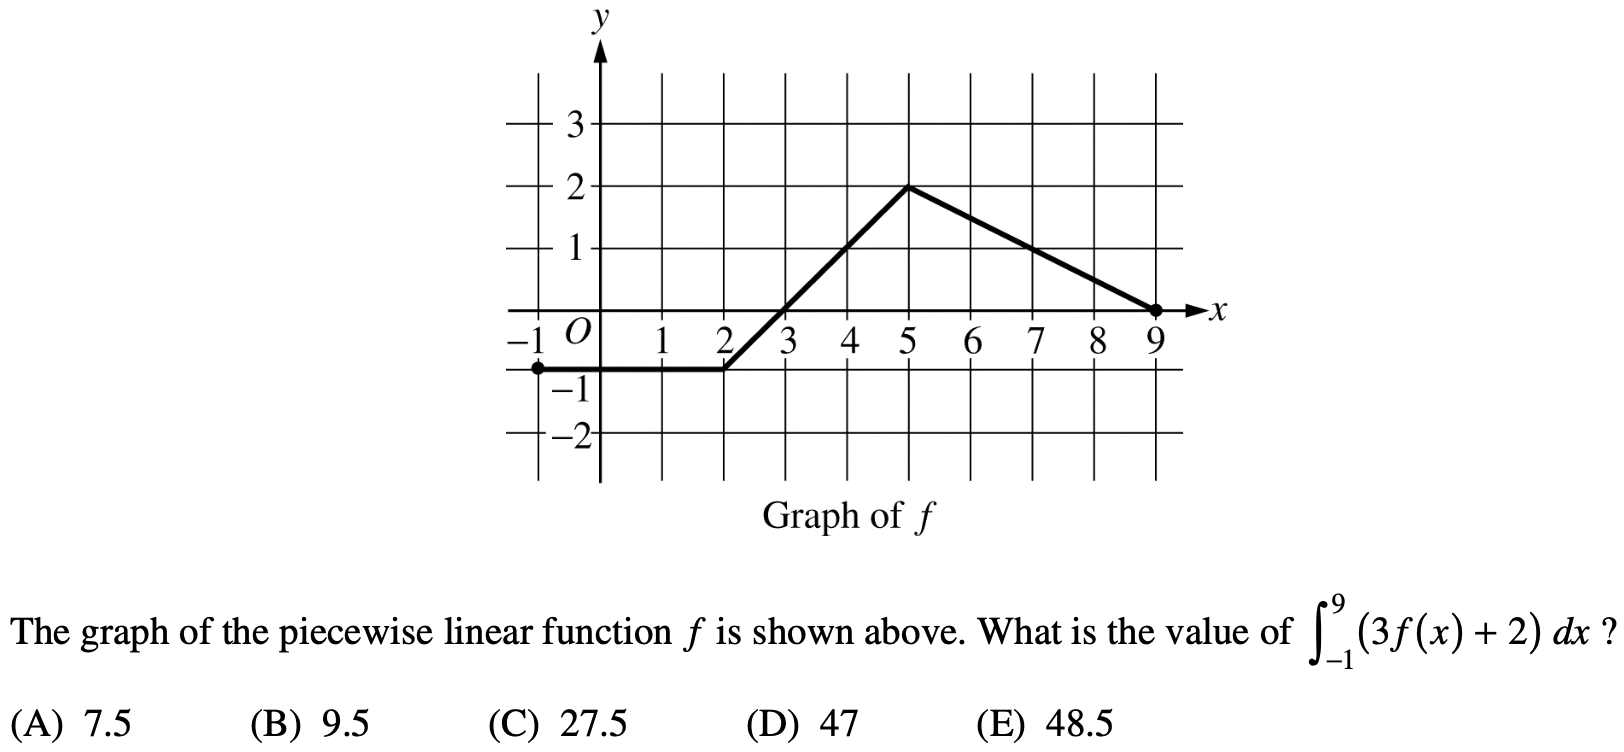 y
3
2
1
−1 O 1 2 3 4 5 6 7 8 9 x
−1
−2
Graph of f
The graph of the piecewise linear function f is shown above. What is the value of ∫₋₁⁹ (3f(x) + 2) dx ?
(A) 7.5 (B) 9.5 (C) 27.5 (D) 47 (E) 48.5